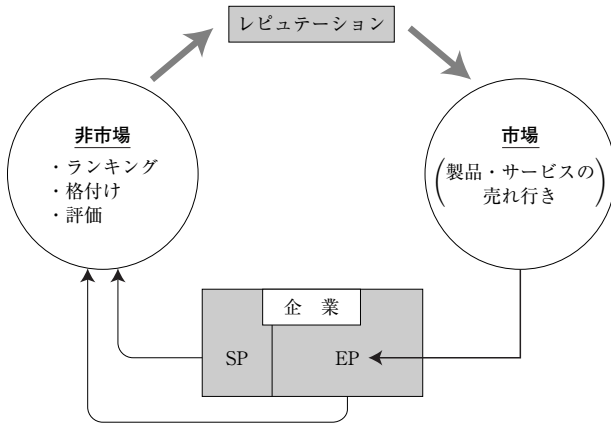 レピュテーション
非市場
・ランキング
・格付け
・評価
市場
(製品・サービスの
売れ行き)
企 業
SP
EP